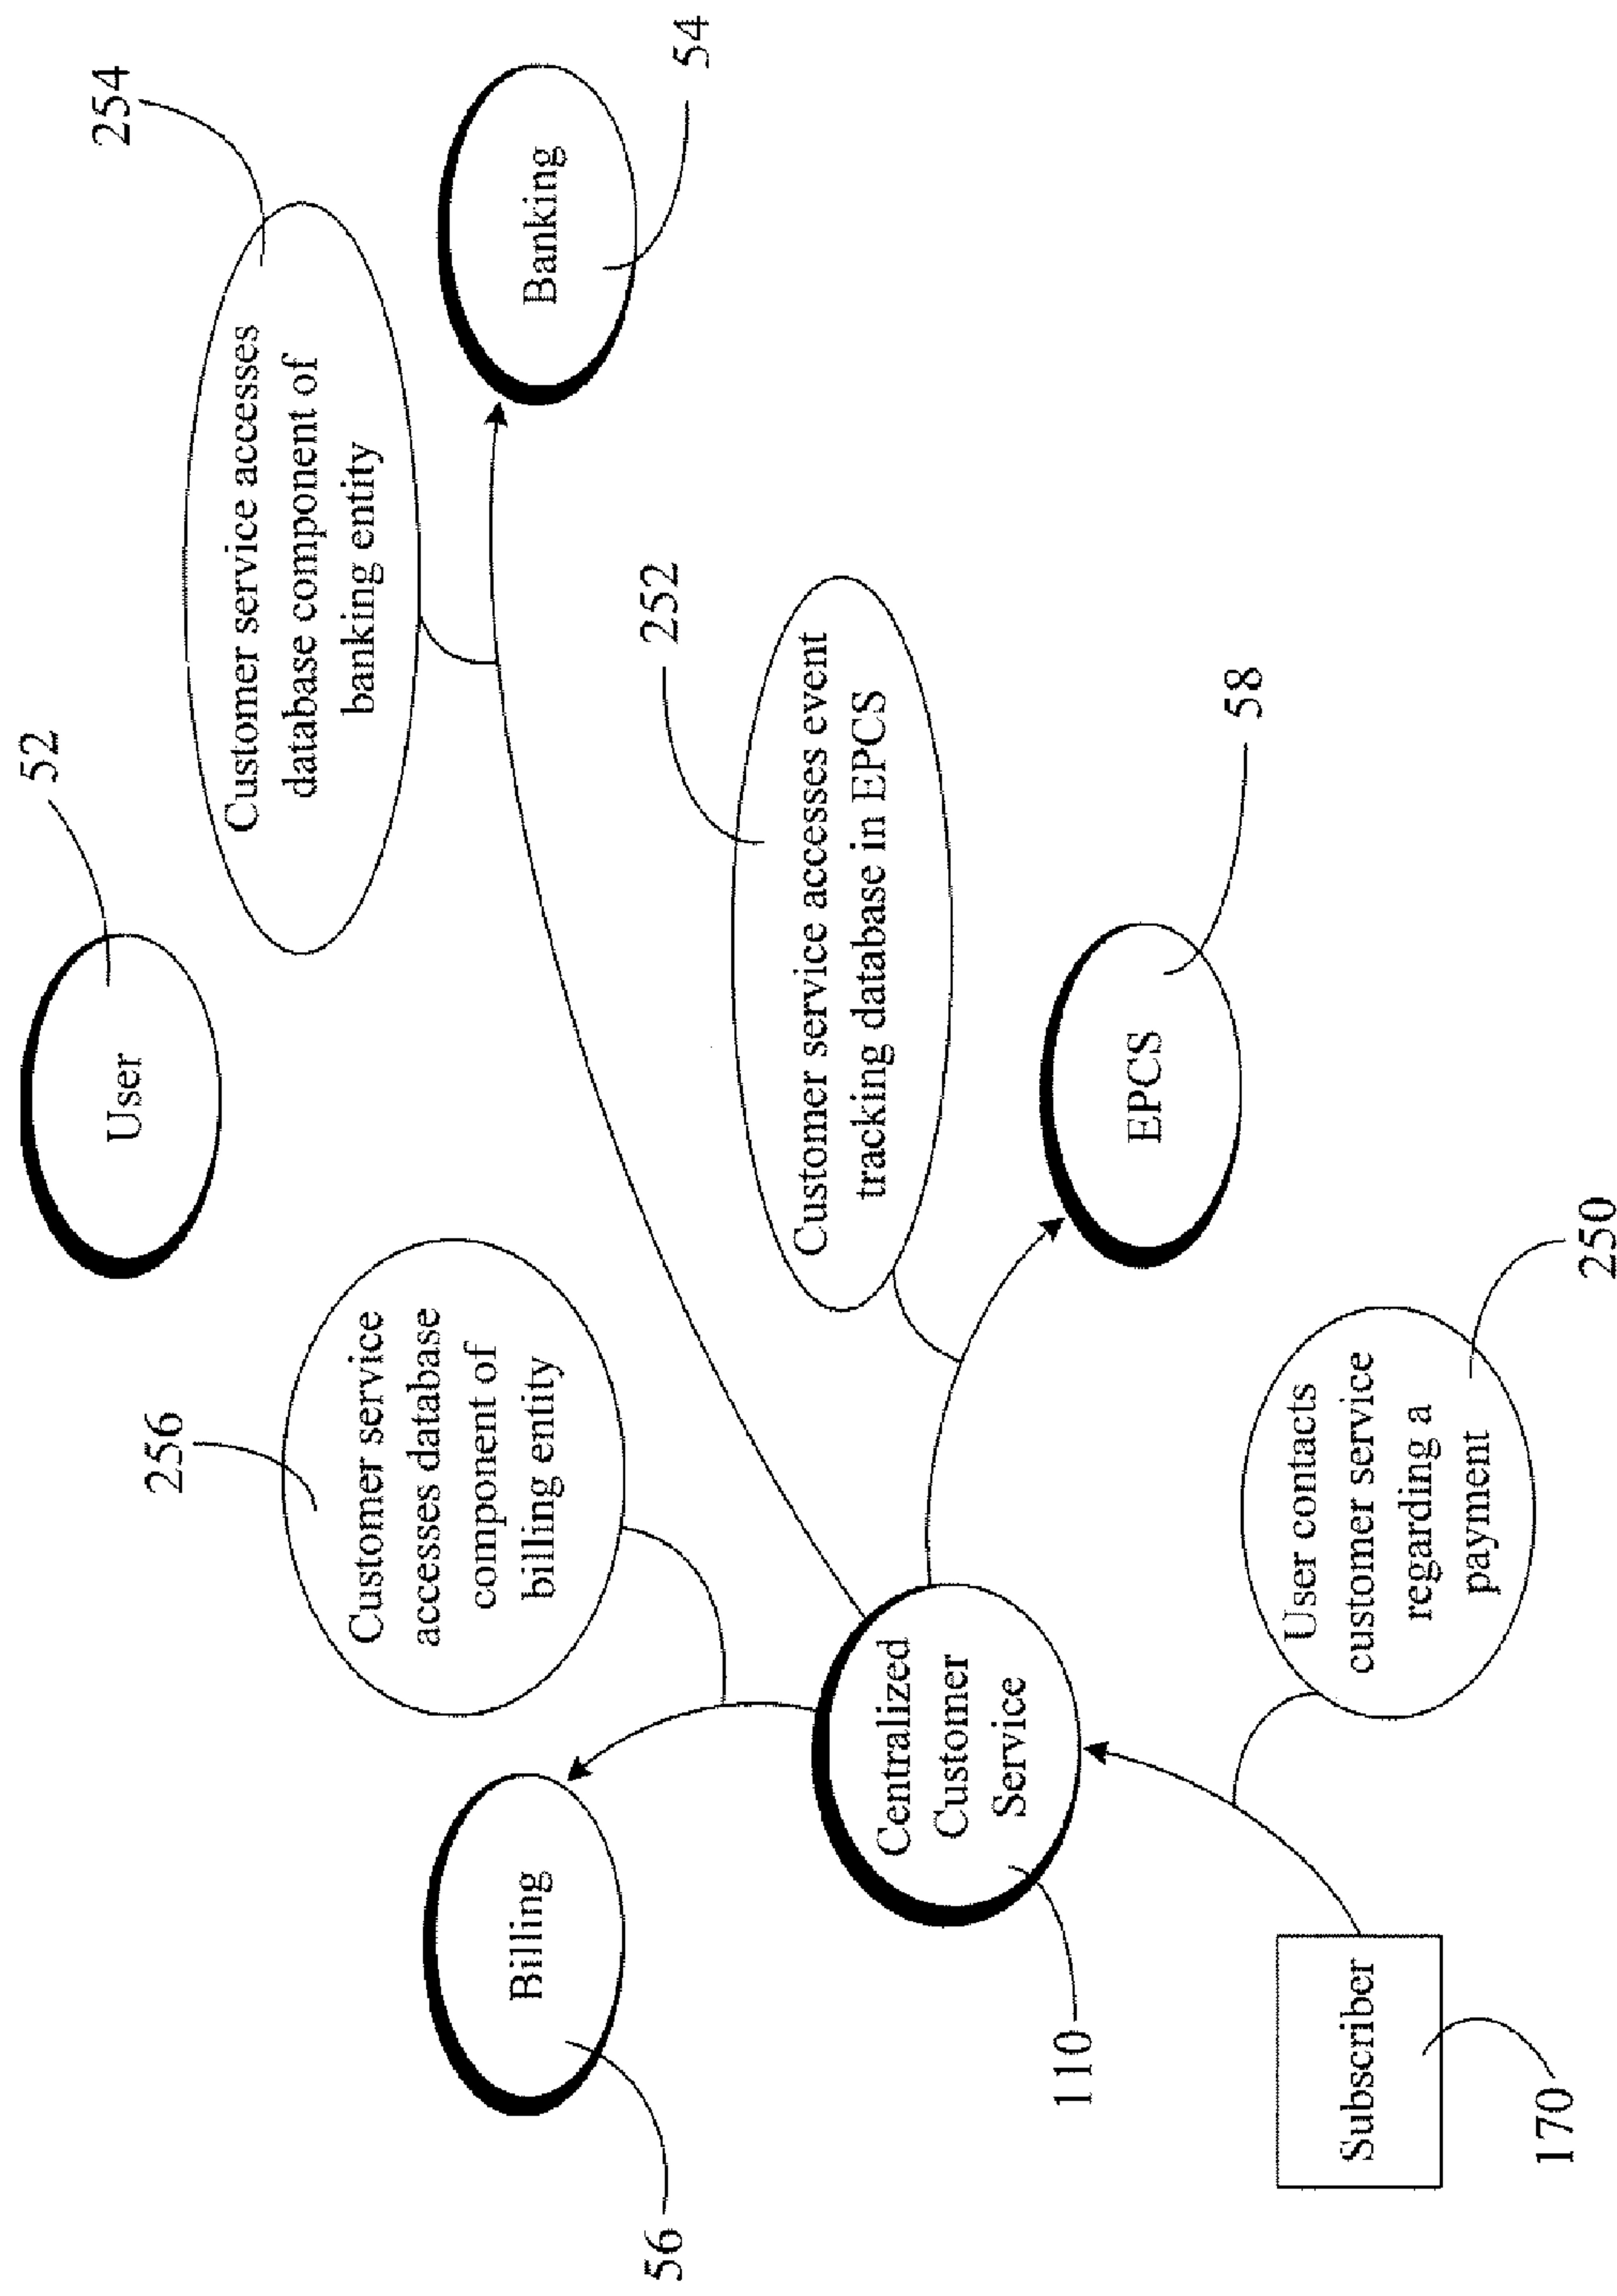 52
User
254
Customer service accesses
database component of
banking entity
Banking
54
256
Customer service
accesses database
component of
billing entity
Billing
56
252
Customer service accesses event
tracking database in EPCS
Centralized
Customer
Service
110
EPCS
58
User contacts
customer service
regarding a
payment
250
Subscriber
170